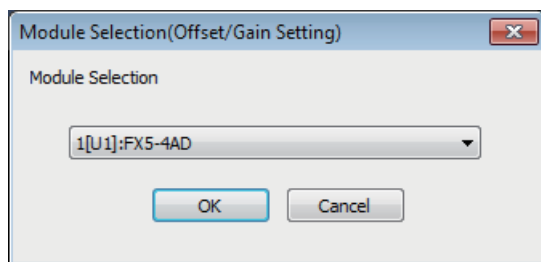 Module Selection(Offset/Gain Setting)
Module Selection
1[U1]:FX5-4AD
OK Cancel